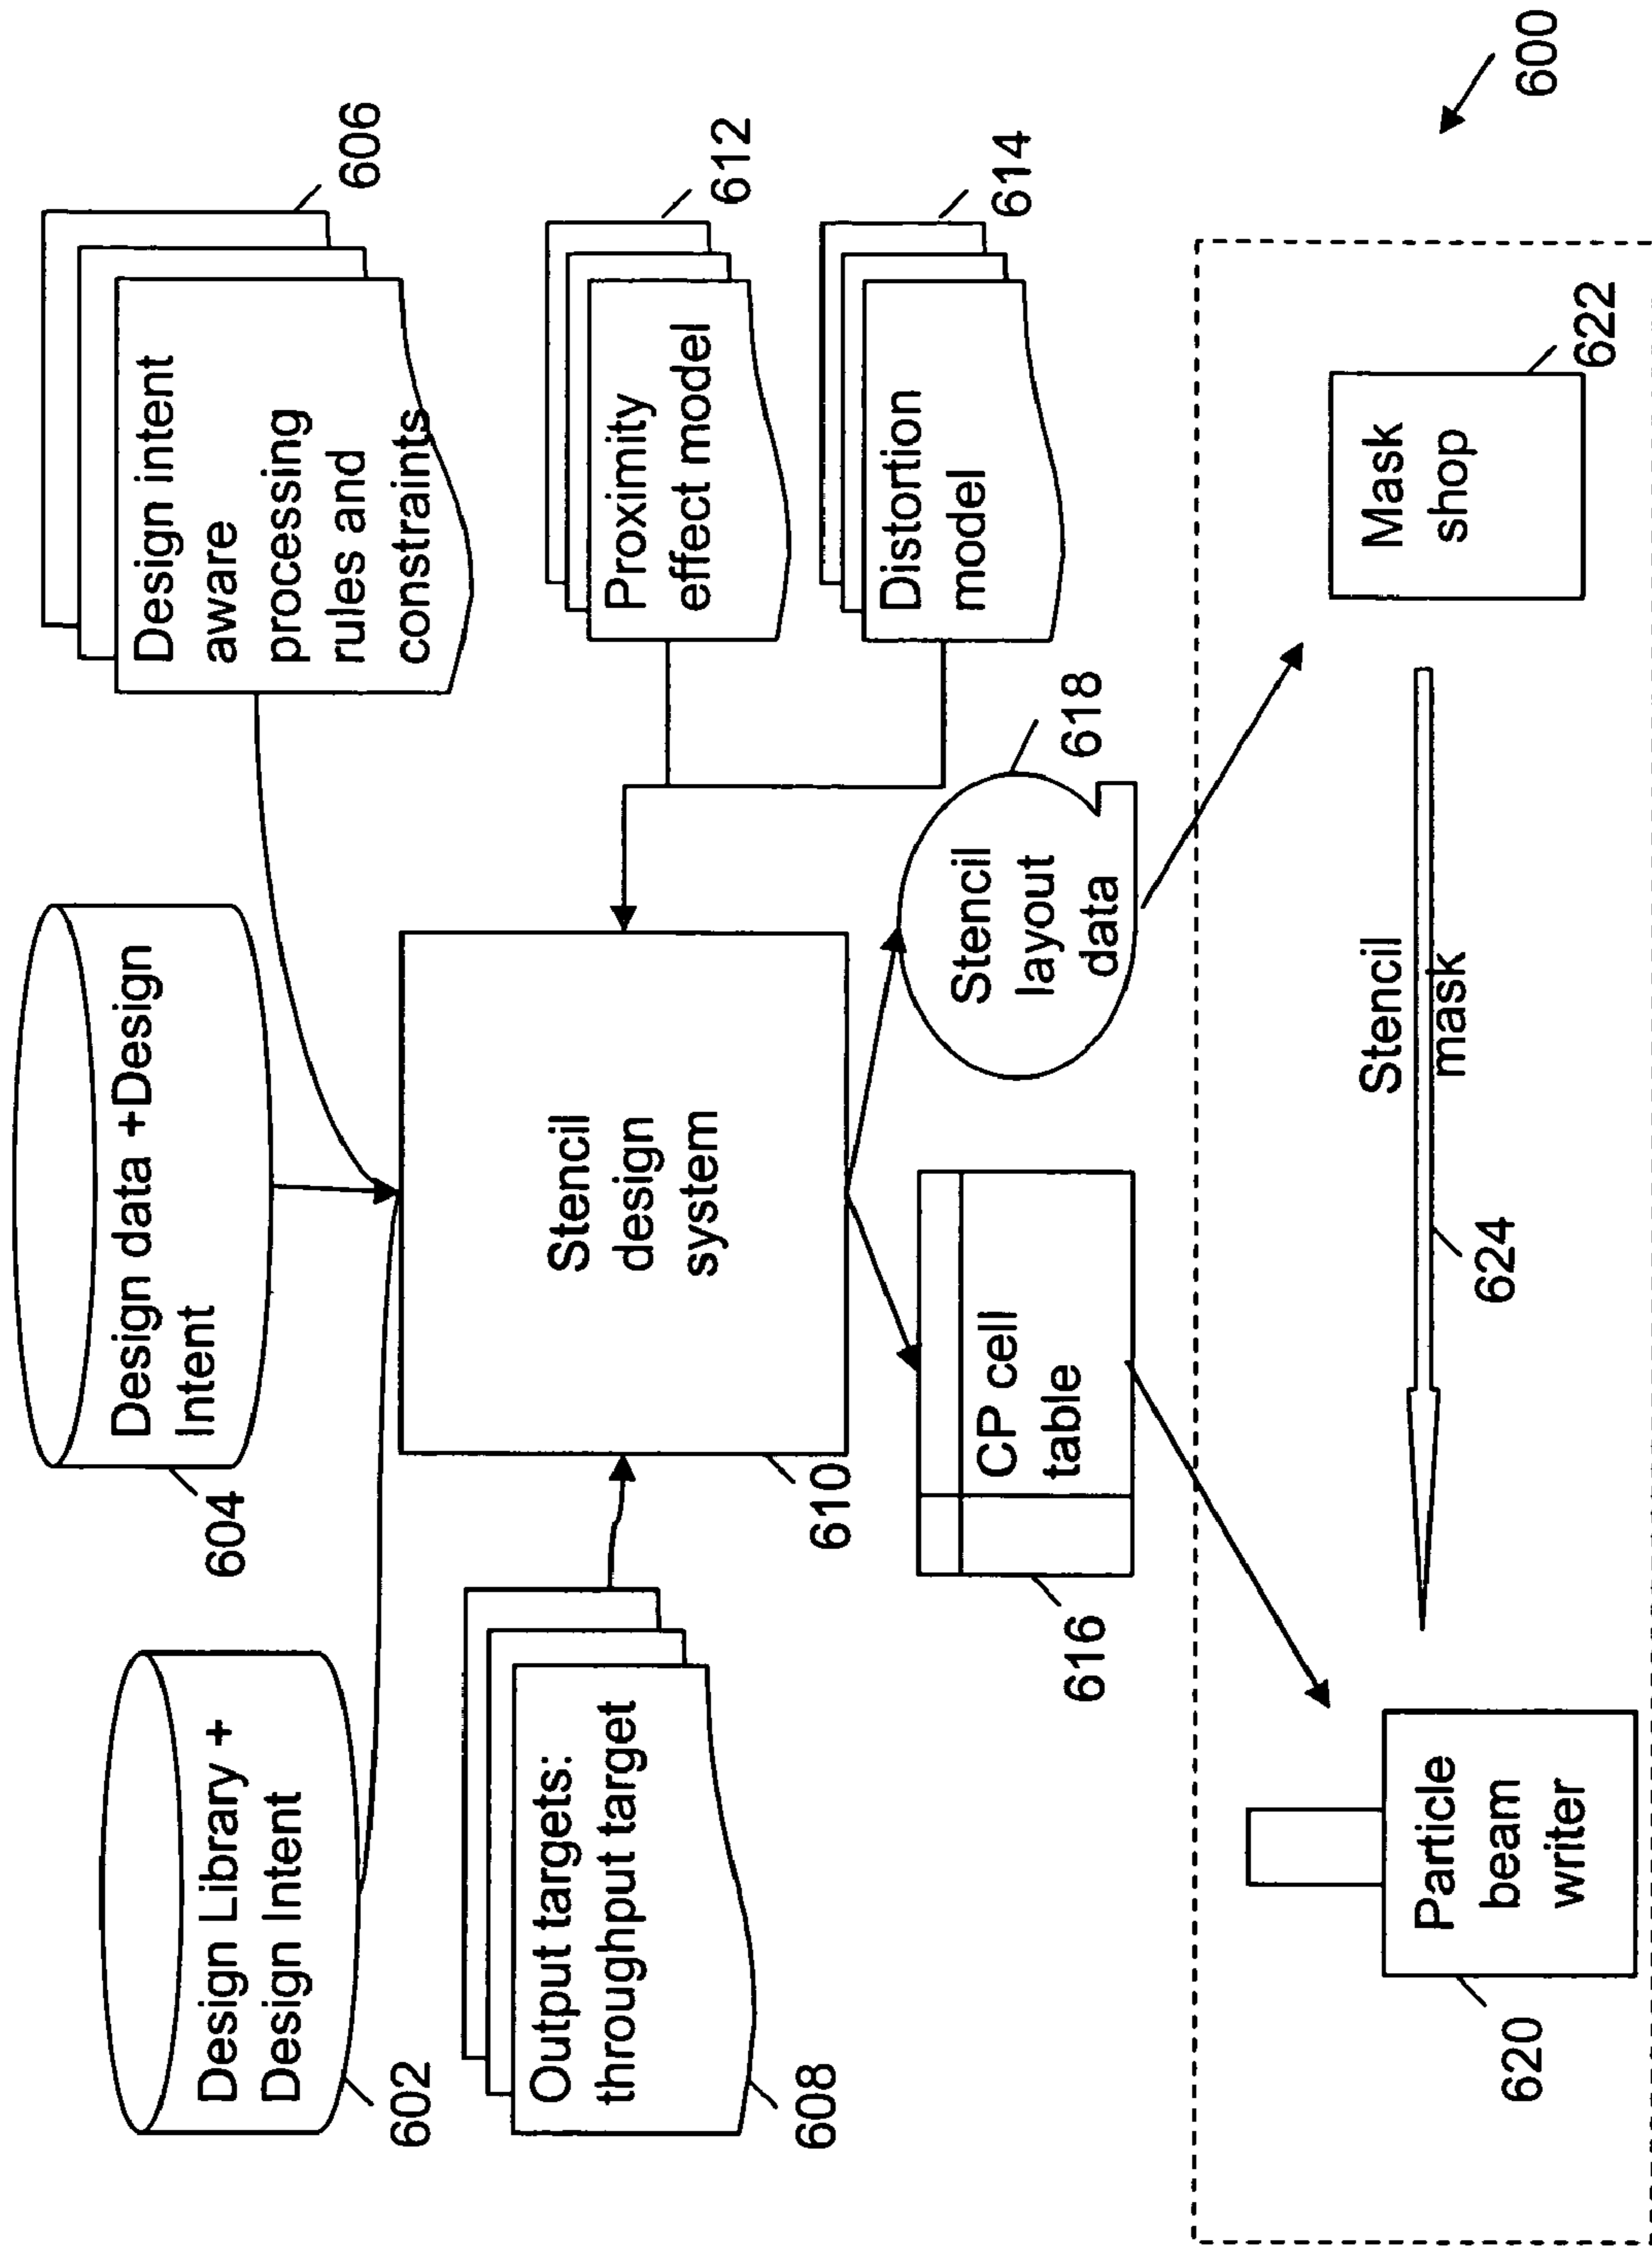 Design Library +
Design Intent
602
Design data +Design
Intent
604
Design intent
aware
processing
rules and
constraints
606
Output targets:
throughput target
608
Stencil
design
system
610
Proximity
effect model
612
Distortion
model
614
CP cell
table
616
Stencil
layout
data
618
Particle
beam
writer
620
Stencil
mask
624
Mask
shop
622
600